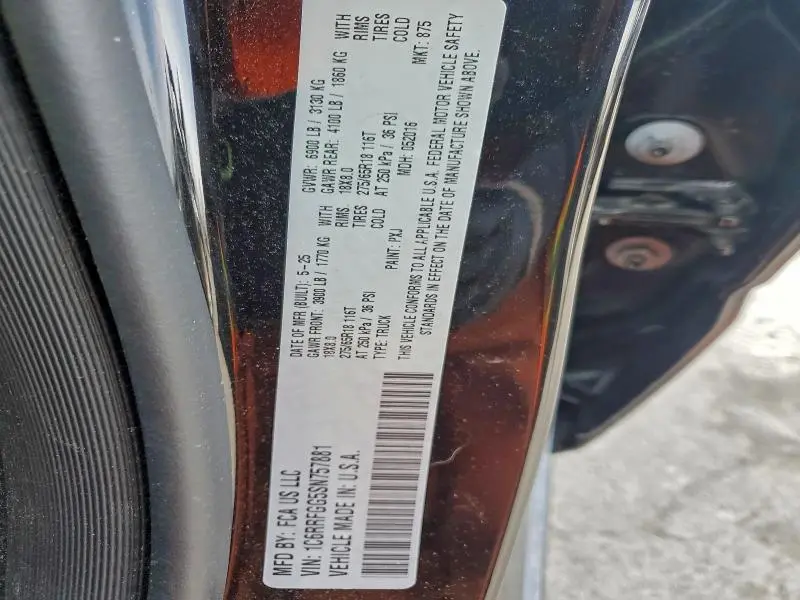 MFD BY: FCA US LLC
DATE OF MFR (BUILT): 5-25
GVWR: 6900 LB / 3130 KG
GAWR FRONT: 3900 LB / 1770 KG WITH
GAWR REAR: 4100 LB / 1860 KG WITH
18X8.0 RIMS.
18X8.0 RIMS
275/65R18 116T TIRES
275/65R18 116T TIRES
AT 250 kPa / 36 PSI COLD
AT 250 kPa / 36 PSI COLD
VIN: 1C6RRFGG5SN757881
TYPE: TRUCK
PAINT: PXJ
MDH: 052016
MKT: 875
VEHICLE MADE IN: U.S.A.
THIS VEHICLE CONFORMS TO ALL APPLICABLE U.S.A. FEDERAL MOTOR VEHICLE SAFETY
STANDARDS IN EFFECT ON THE DATE OF MANUFACTURE SHOWN ABOVE.